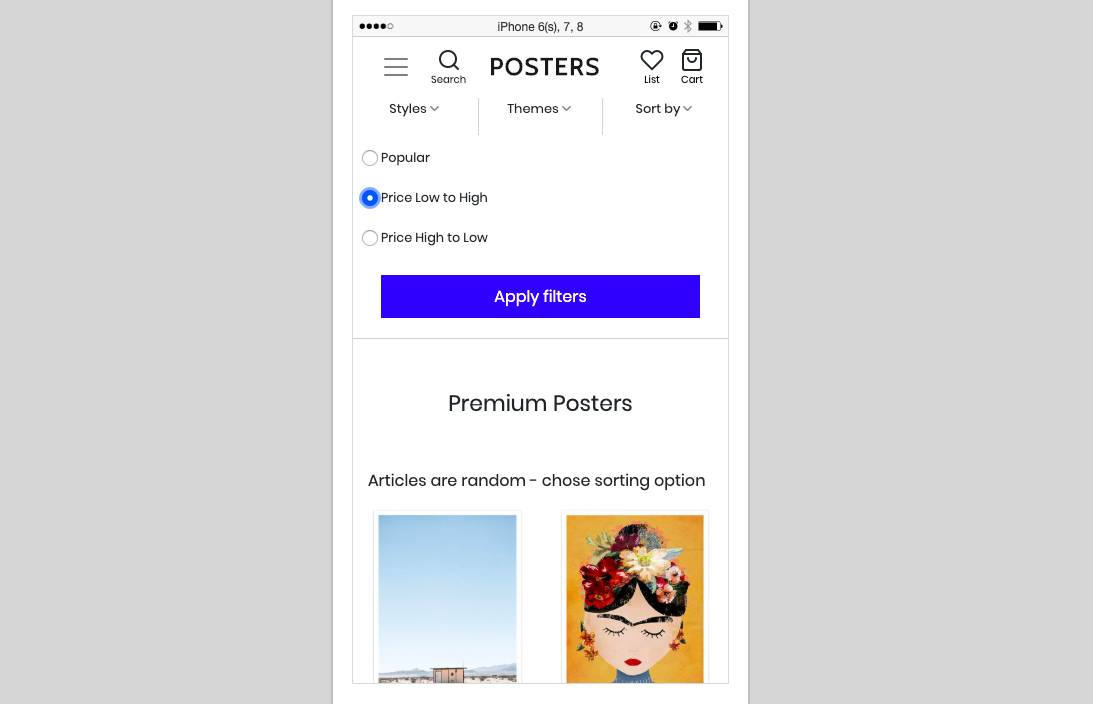 iPhone 6(s), 7, 8
Search
POSTERS
List
Cart
Styles
Themes
Sort by
Popular
Price Low to High
Price High to Low
Apply filters
Premium Posters
Articles are random - chose sorting option